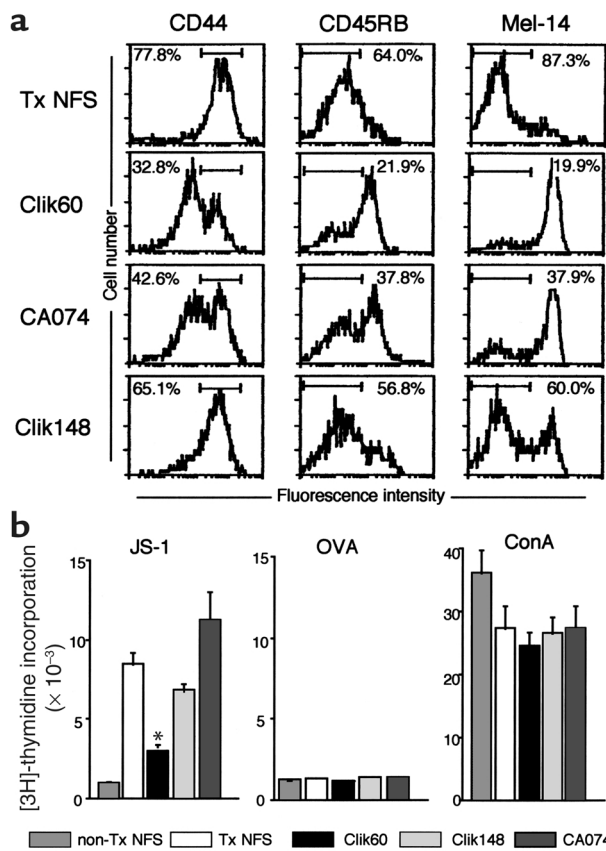 a
CD44 CD45RB Mel-14
Tx NFS 77.8% 64.0% 87.3%
Clik60 32.8% 21.9% 19.9%
CA074 42.6% 37.8% 37.9%
Clik148 65.1% 56.8% 60.0%
Cell number
Fluorescence intensity
b
JS-1 OVA ConA
[3H]-thymidine incorporation
(× 10⁻³)
15 15 40
10 10 30
5 5 20
0 0 0
*
non-Tx NFS Tx NFS Clik60 Clik148 CA074